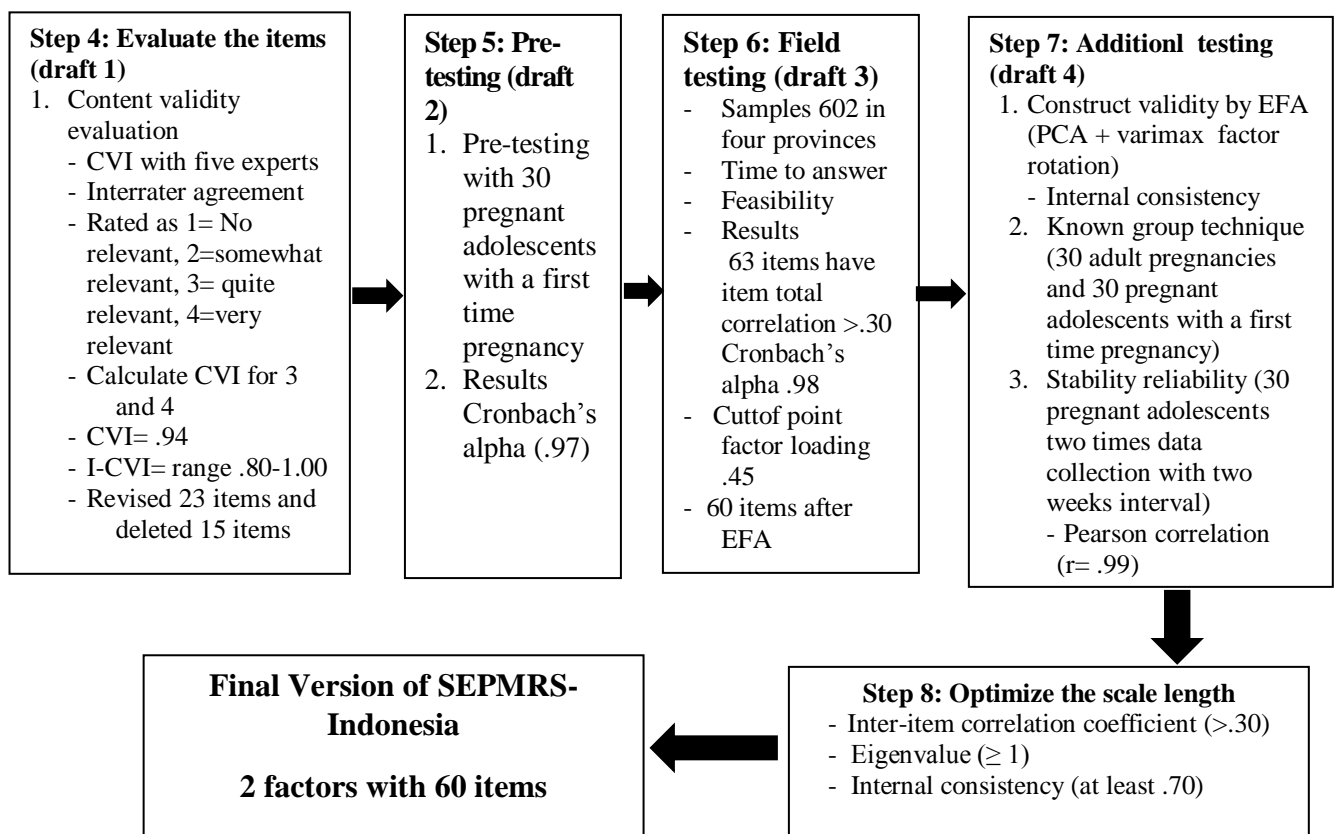 Step 4: Evaluate the items
(draft 1)
1. Content validity
evaluation
- CVI with five experts
- Interrater agreement
- Rated as 1= No
relevant, 2=somewhat
relevant, 3= quite
relevant, 4=very
relevant
- Calculate CVI for 3
and 4
- CVI= .94
- I-CVI= range .80-1.00
- Revised 23 items and
deleted 15 items
Step 5: Pre-
testing (draft
2)
1. Pre-testing
with 30
pregnant
adolescents
with a first
time
pregnancy
2. Results
Cronbach’s
alpha (.97)
Step 6: Field
testing (draft 3)
- Samples 602 in
four provinces
- Time to answer
- Feasibility
- Results
63 items have
item total
correlation >.30
Cronbach’s
alpha .98
- Cuttof point
factor loading
.45
- 60 items after
EFA
Step 7: Additionl testing
(draft 4)
1. Construct validity by EFA
(PCA + varimax factor
rotation)
- Internal consistency
2. Known group technique
(30 adult pregnancies
and 30 pregnant
adolescents with a first
time pregnancy)
3. Stability reliability (30
pregnant adolescents
two times data
collection with two
weeks interval)
- Pearson correlation
(r= .99)
Step 8: Optimize the scale length
- Inter-item correlation coefficient (>.30)
- Eigenvalue (≥ 1)
- Internal consistency (at least .70)
Final Version of SEPMRS-
Indonesia
2 factors with 60 items